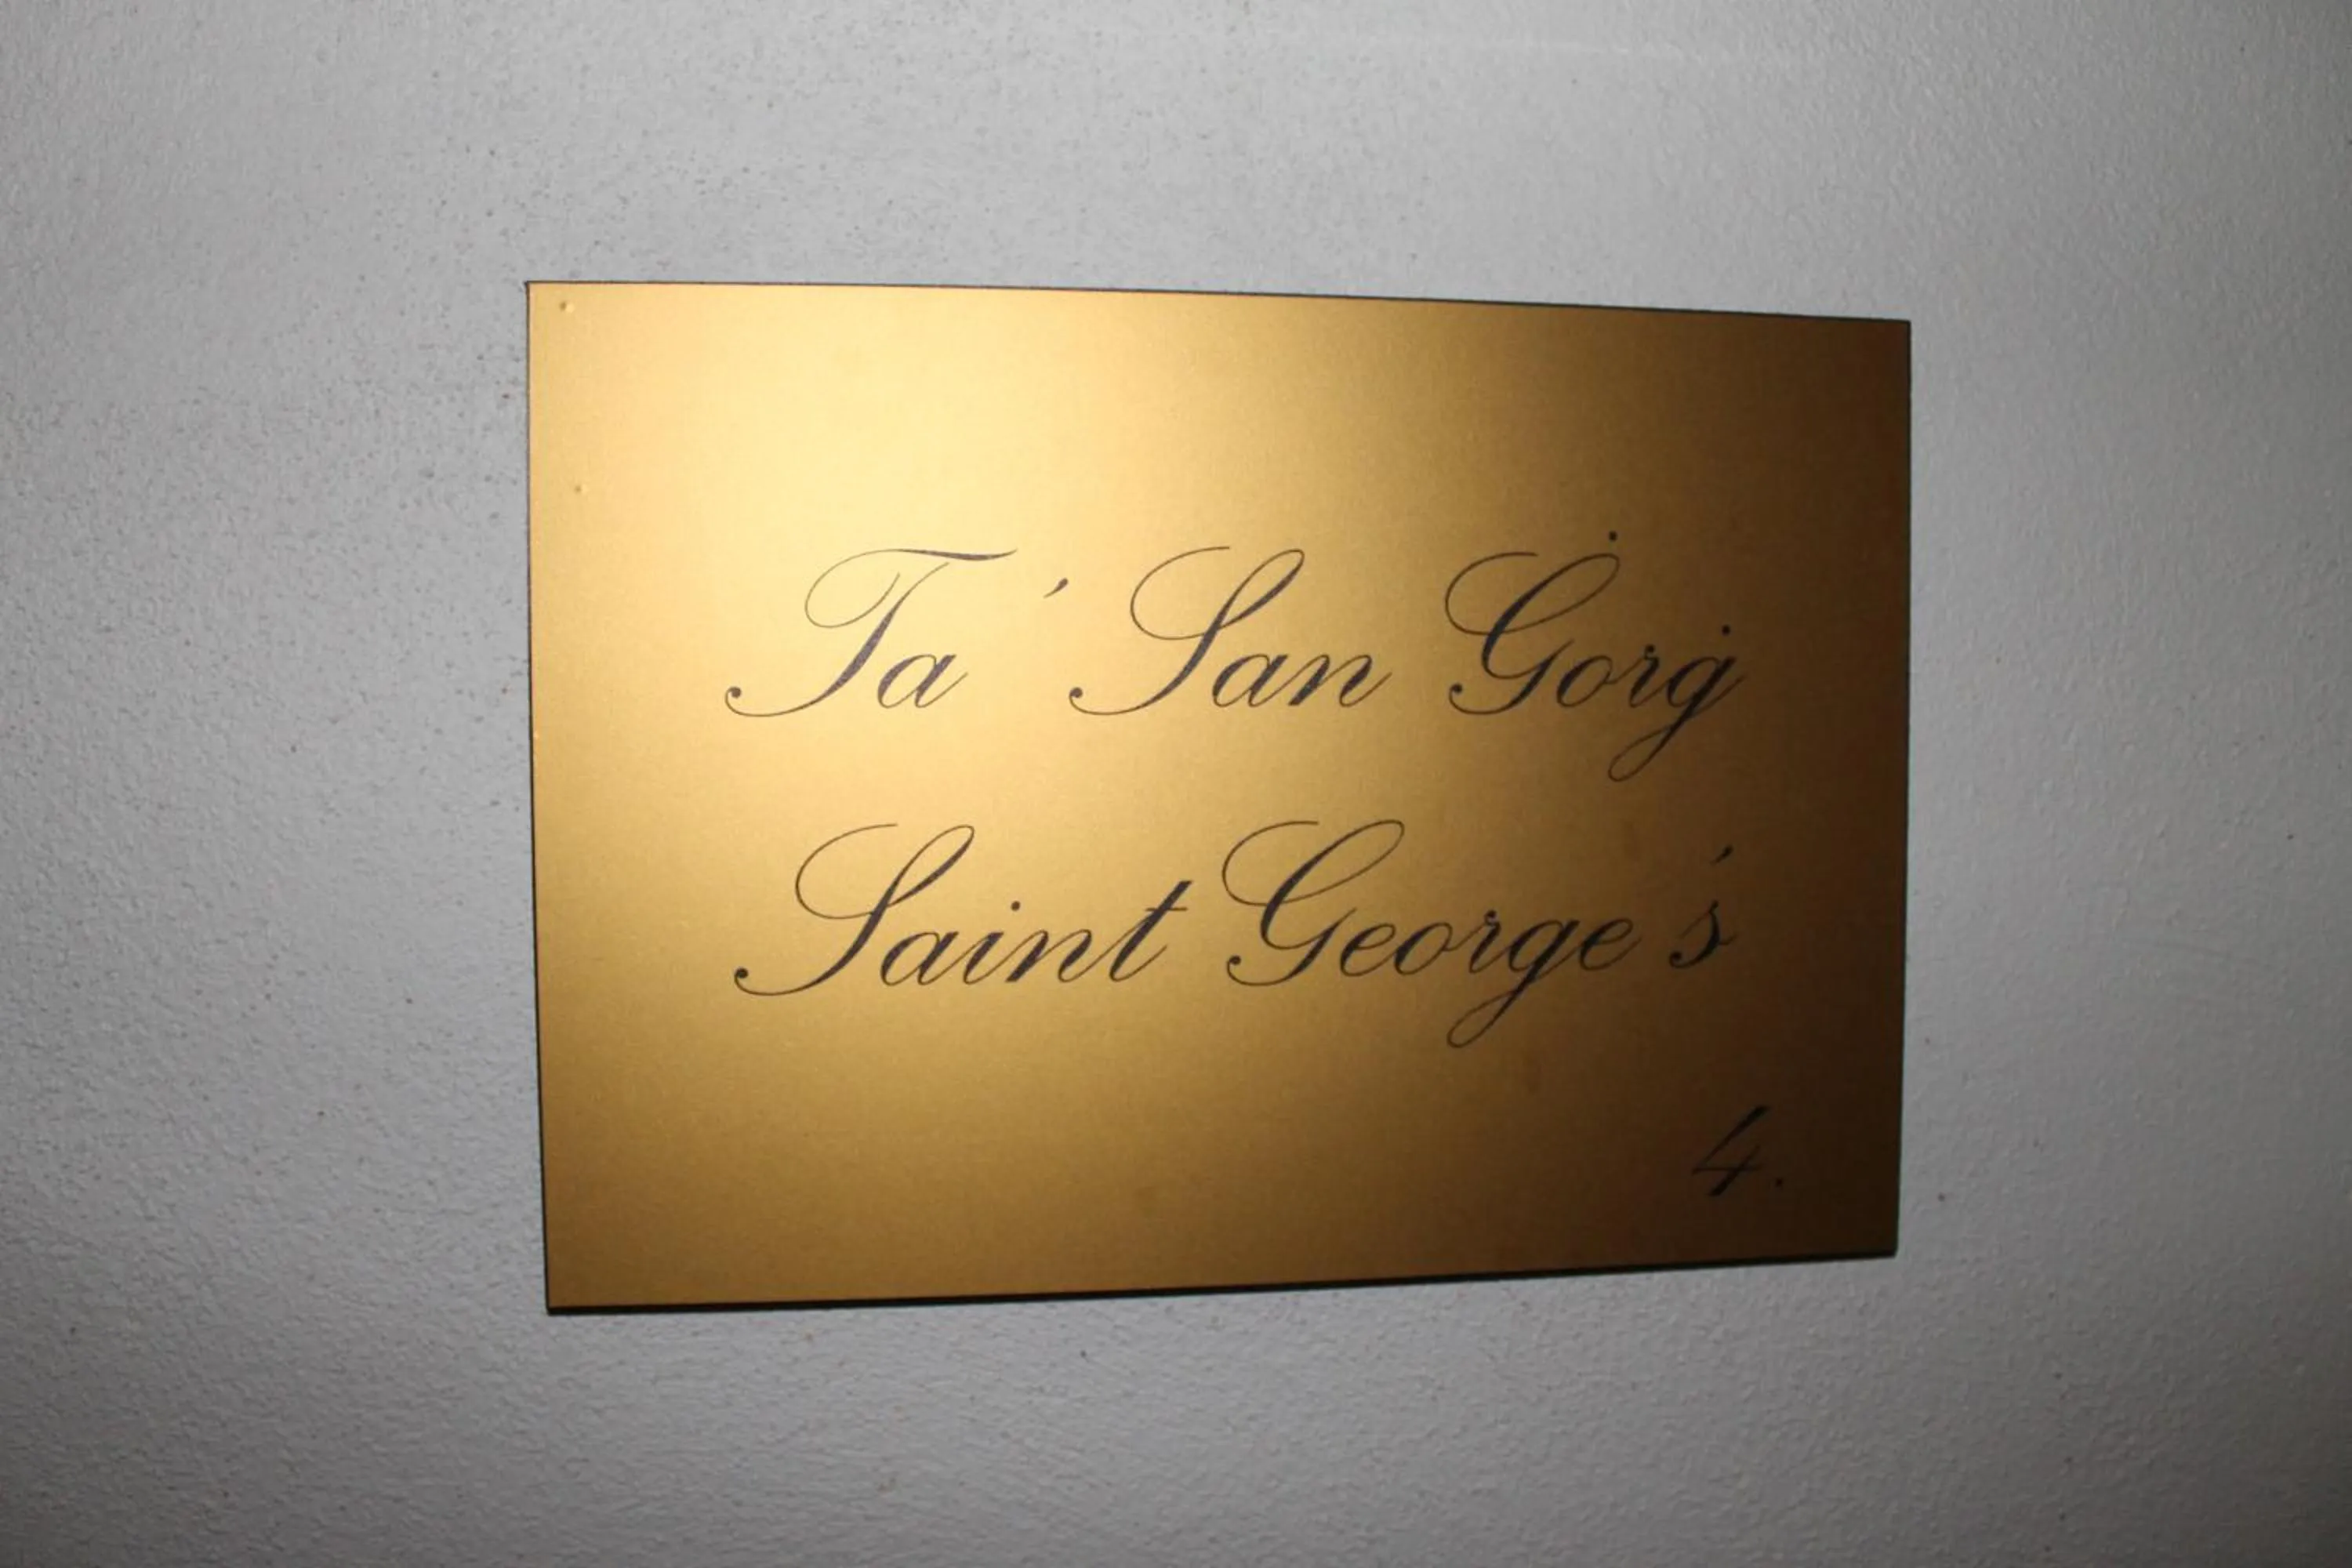 Ta' San Ġorġ
Saint George's
4.